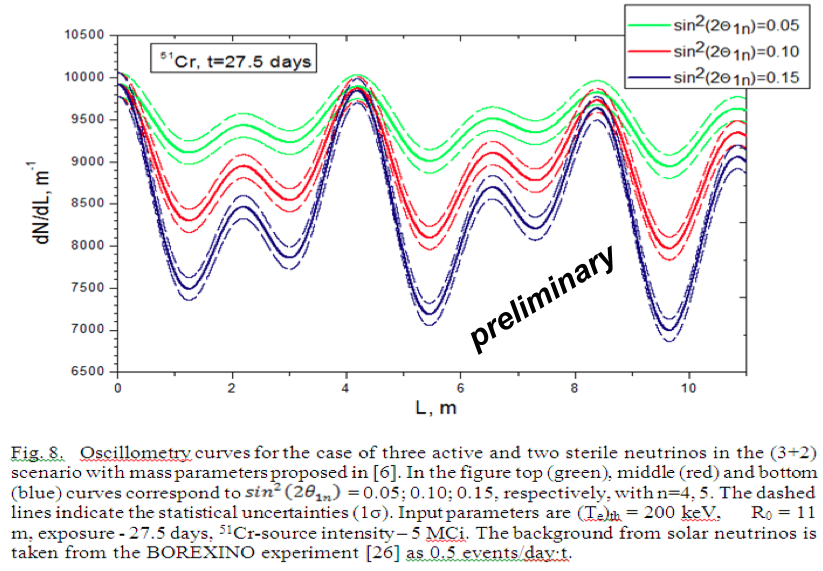 sin²(2Θ₁ₙ)=0.05
sin²(2Θ₁ₙ)=0.10
sin²(2Θ₁ₙ)=0.15
⁵¹Cr, t=27.5 days
10500
10000
9500
9000
8500
8000
7500
7000
6500
dN/dL, m⁻¹
preliminary
0 2 4 6 8 10
L, m
Fig. 8. Oscillometry curves for the case of three active and two sterile neutrinos in the (3+2)
scenario with mass parameters proposed in [6]. In the figure top (green), middle (red) and bottom
(blue) curves correspond to sin²(2θ₁ₙ) = 0.05; 0.10; 0.15, respectively, with n=4, 5. The dashed
lines indicate the statistical uncertainties (1σ). Input parameters are (Tₑ)ₜₕ = 200 keV, R₀ = 11
m, exposure - 27.5 days, ⁵¹Cr-source intensity – 5 MCi. The background from solar neutrinos is
taken from the BOREXINO experiment [26] as 0.5 events/day·t.